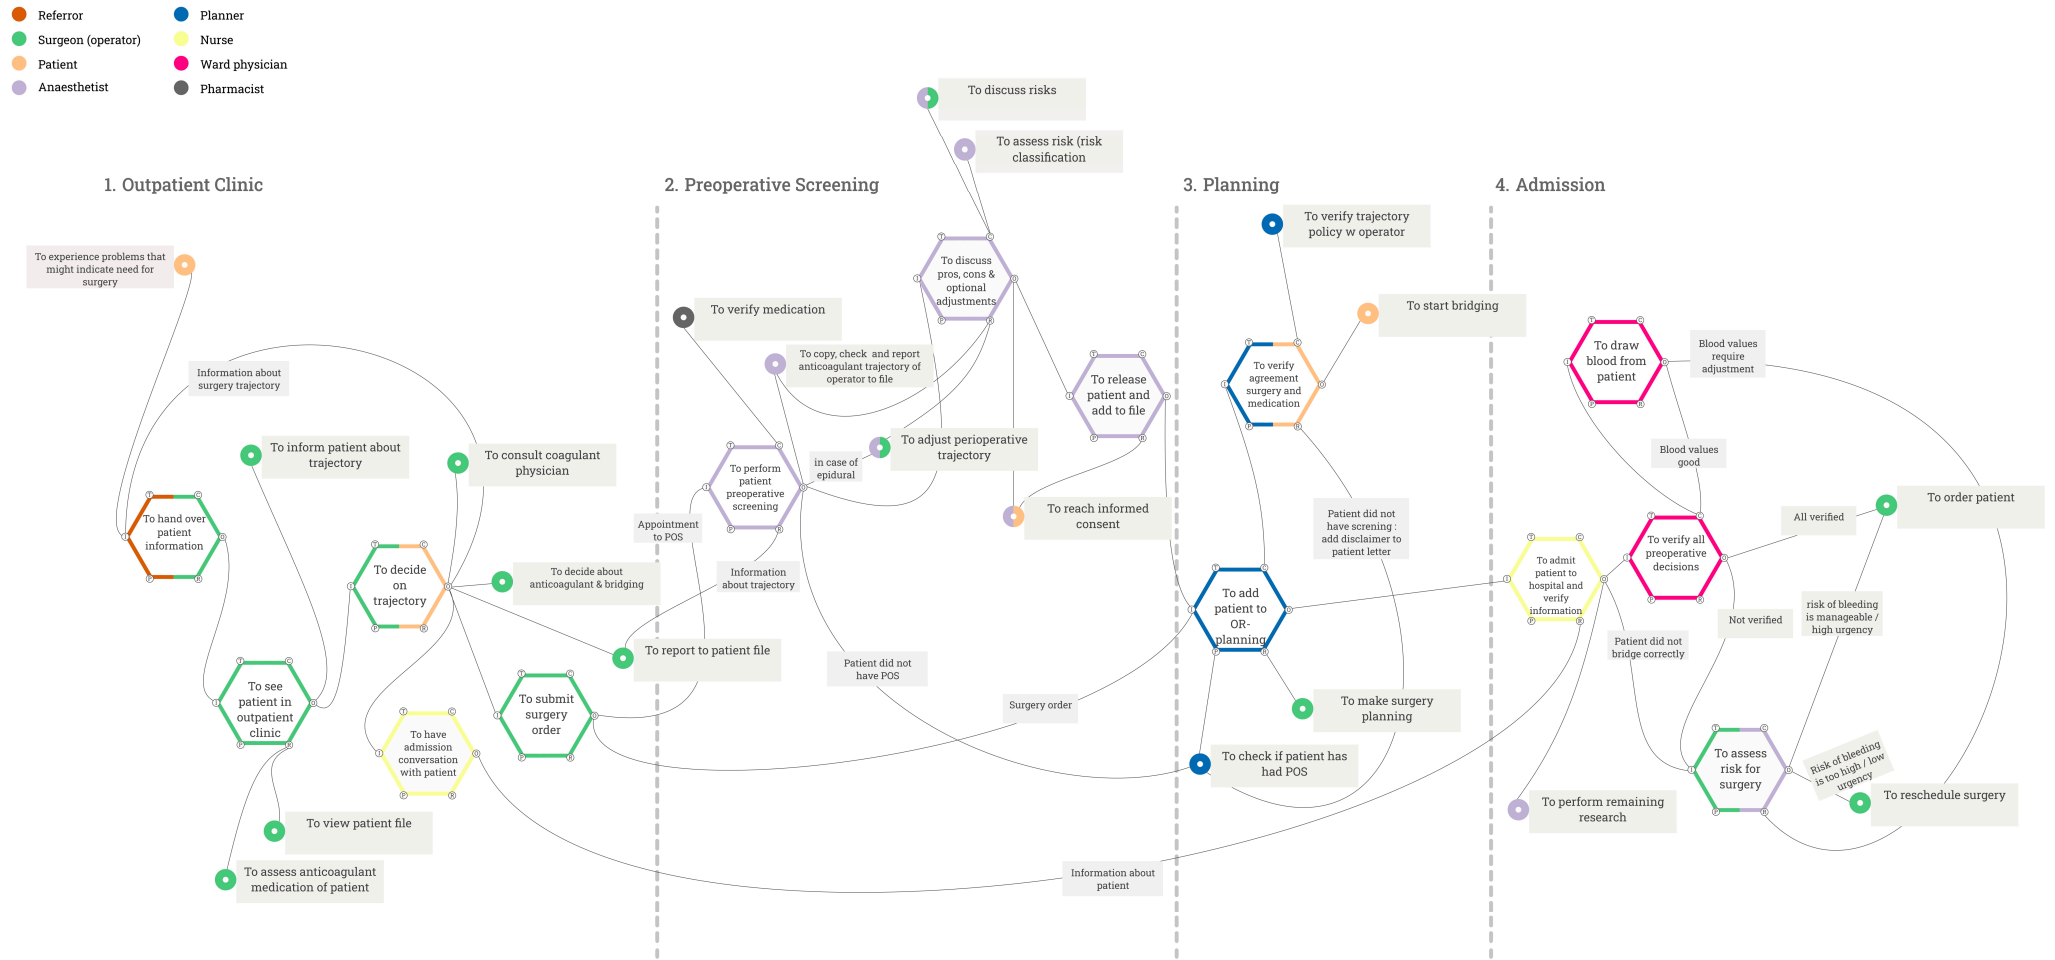 Referror
Surgeon (operator)
Patient
Anaesthetist
Planner
Nurse
Ward physician
Pharmacist
1. Outpatient Clinic
To experience problems that
might indicate need for
surgery
Information about
surgery trajectory
To inform patient about
trajectory
To consult coagulant
physician
T
C
To hand over
patient
information
I
O
P
R
T
C
To decide
on
trajectory
I
O
P
R
To decide about
anticoagulant & bridging
To report to patient file
T
C
To see
patient in
outpatient
clinic
I
O
P
R
T
C
To have
admission
conversation
with patient
I
O
P
R
T
C
To submit
surgery
order
I
O
P
R
To view patient file
To assess anticoagulant
medication of patient
2. Preoperative Screening
To discuss risks
To assess risk (risk
classification
T
C
To discuss
pros, cons &
optional
adjustments
I
O
P
R
To verify medication
To copy, check  and report
anticoagulant trajectory of
operator to file
T
C
To release
patient and
add to file
I
O
P
R
To adjust perioperative
trajectory
in case of
epidural
T
C
To perform
patient
preoperative
screening
I
O
P
R
Appointment
to POS
Information
about trajectory
To reach informed
consent
Patient did not
have POS
Surgery order
Information about
patient
3. Planning
To verify trajectory
policy w operator
To start bridging
T
C
To verify
agreement
surgery and
medication
I
O
P
R
Patient did not
have screning :
add disclaimer to
patient letter
T
C
To add
patient to
OR-
planning
I
O
P
R
To make surgery
planning
To check if patient has
had POS
4. Admission
T
C
To draw
blood from
patient
I
O
P
R
Blood values
require
adjustment
Blood values
good
To order patient
All verified
T
C
To verify all
preoperative
decisions
I
O
P
R
T
C
To admit
patient to
hospital and
verify
information
I
O
P
R
risk of bleeding
is manageable /
high urgency
Not verified
Patient did not
bridge correctly
T
C
To assess
risk for
surgery
I
O
P
R
Risk of bleeding
is too high / low
urgency
To reschedule surgery
To perform remaining
research